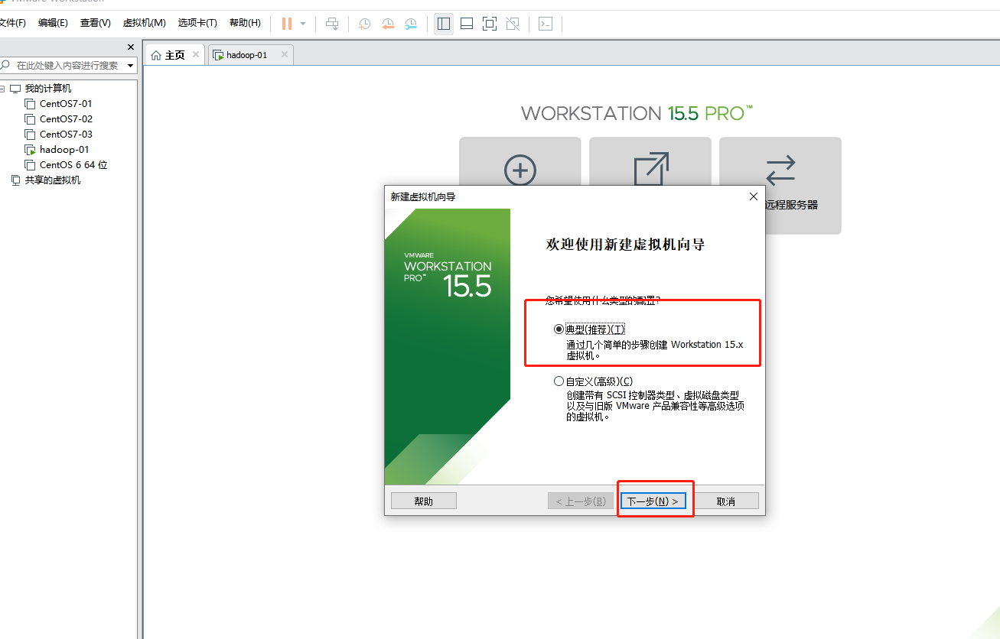 VMware Workstation
文件(F) 编辑(E) 查看(V) 虚拟机(M) 选项卡(T) 帮助(H)
在此处键入内容进行搜索
我的计算机
CentOS7-01
CentOS7-02
CentOS7-03
hadoop-01
CentOS 6 64 位
共享的虚拟机
主页 hadoop-01
WORKSTATION 15.5 PRO™
远程服务器
新建虚拟机向导
VMWARE
WORKSTATION
PRO™ 15.5
欢迎使用新建虚拟机向导
您希望使用什么类型的配置?
典型(推荐)(T)
通过几个简单的步骤创建 Workstation 15.x
虚拟机。
自定义(高级)(C)
创建带有 SCSI 控制器类型、虚拟磁盘类型
以及与旧版 VMware 产品兼容性等高级选项
的虚拟机。
帮助 < 上一步(B) 下一步(N) > 取消